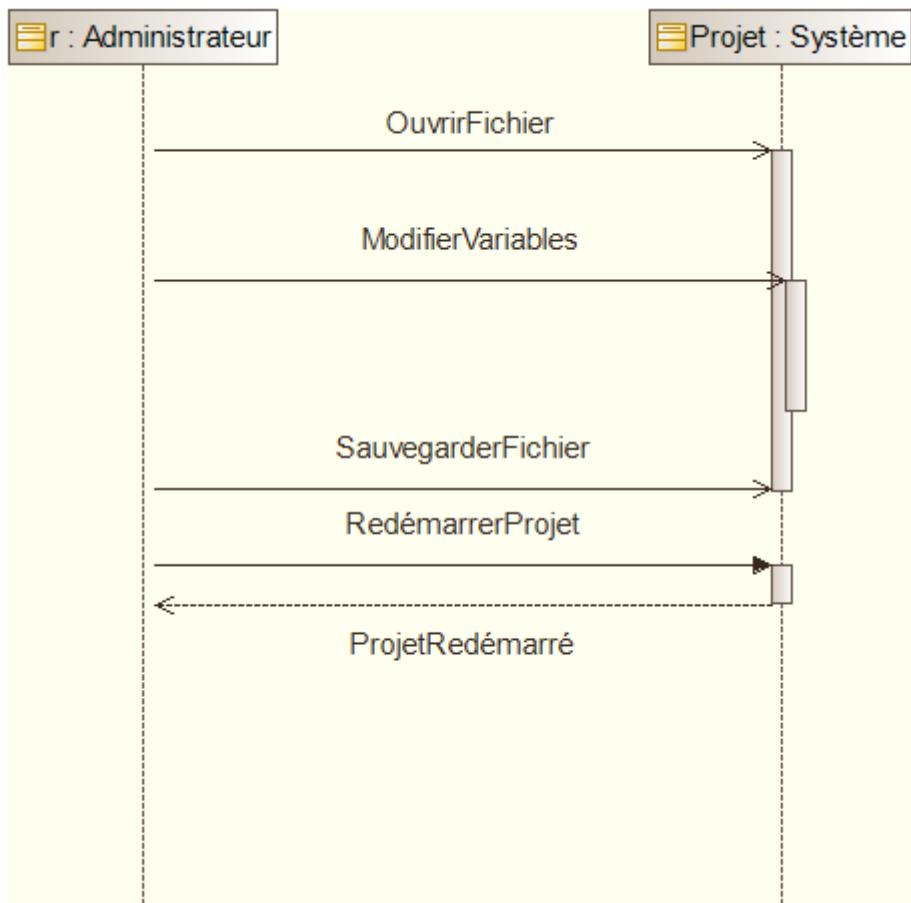 r : Administrateur
Projet : Système
OuvrirFichier
ModifierVariables
SauvegarderFichier
RedémarrerProjet
ProjetRedémarré